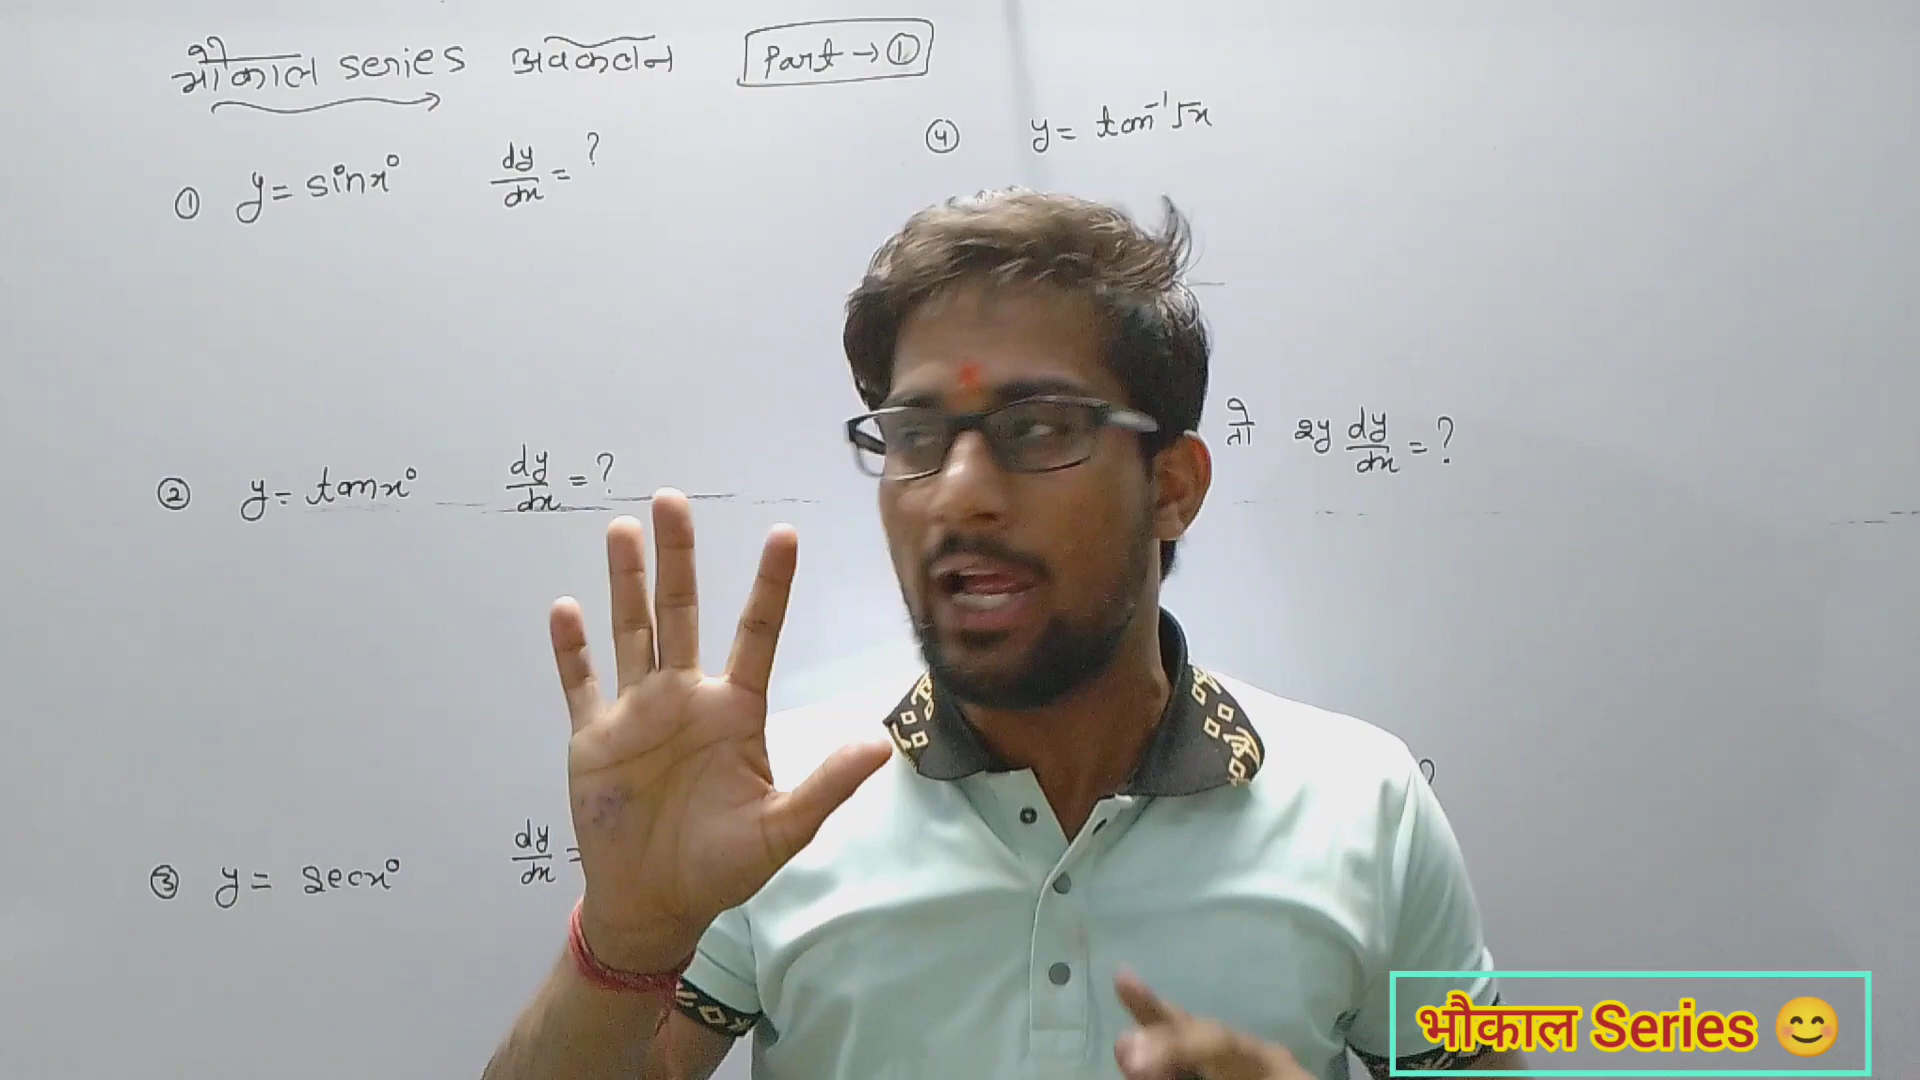 भौकाल series अवकलन Part → ①
① y = sinx° dy/dx = ?
② y = tanx° dy/dx = ?
③ y = secx° dy/dx =
④ y = tan⁻¹√x
तो 2y dy/dx = ?
?
भौकाल Series 😊